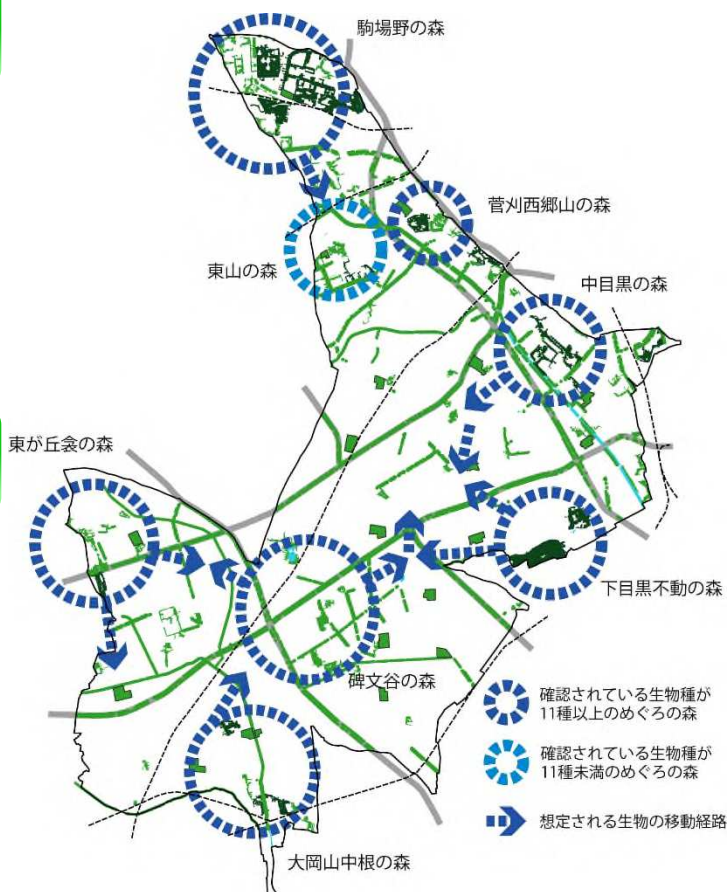 駒場野の森
菅刈西郷山の森
東山の森
中目黒の森
東が丘衾の森
下目黒不動の森
碑文谷の森
確認されている生物種が
11種以上のめぐろの森
確認されている生物種が
11種未満のめぐろの森
想定される生物の移動経路
大岡山中根の森